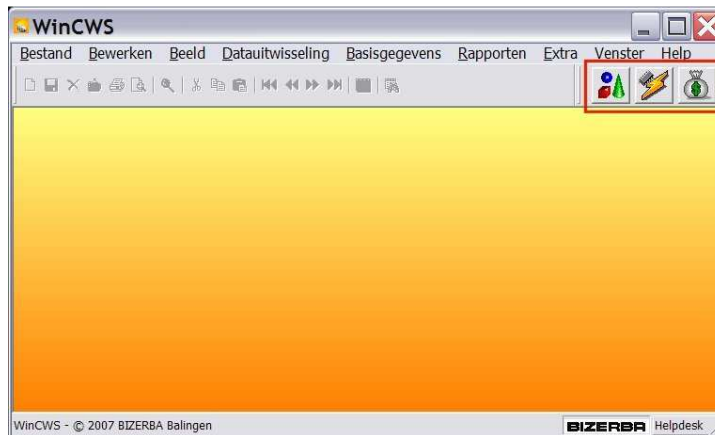 WinCWS
Bestand Bewerken Beeld Datauitwisseling Basisgegevens Rapporten Extra Venster Help
WinCWS - © 2007 BIZERBA Balingen BIZERBA Helpdesk